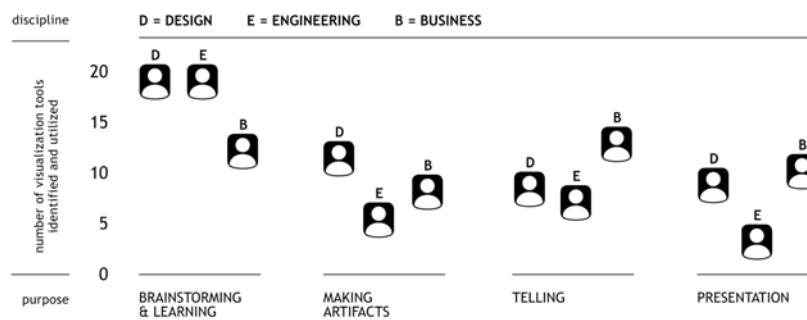 discipline
D = DESIGN E = ENGINEERING B = BUSINESS
number of visualization tools
identified and utilized
20
15
10
5
0
D E B
D E B
D E B
D E B
purpose
BRAINSTORMING
& LEARNING
MAKING
ARTIFACTS
TELLING
PRESENTATION